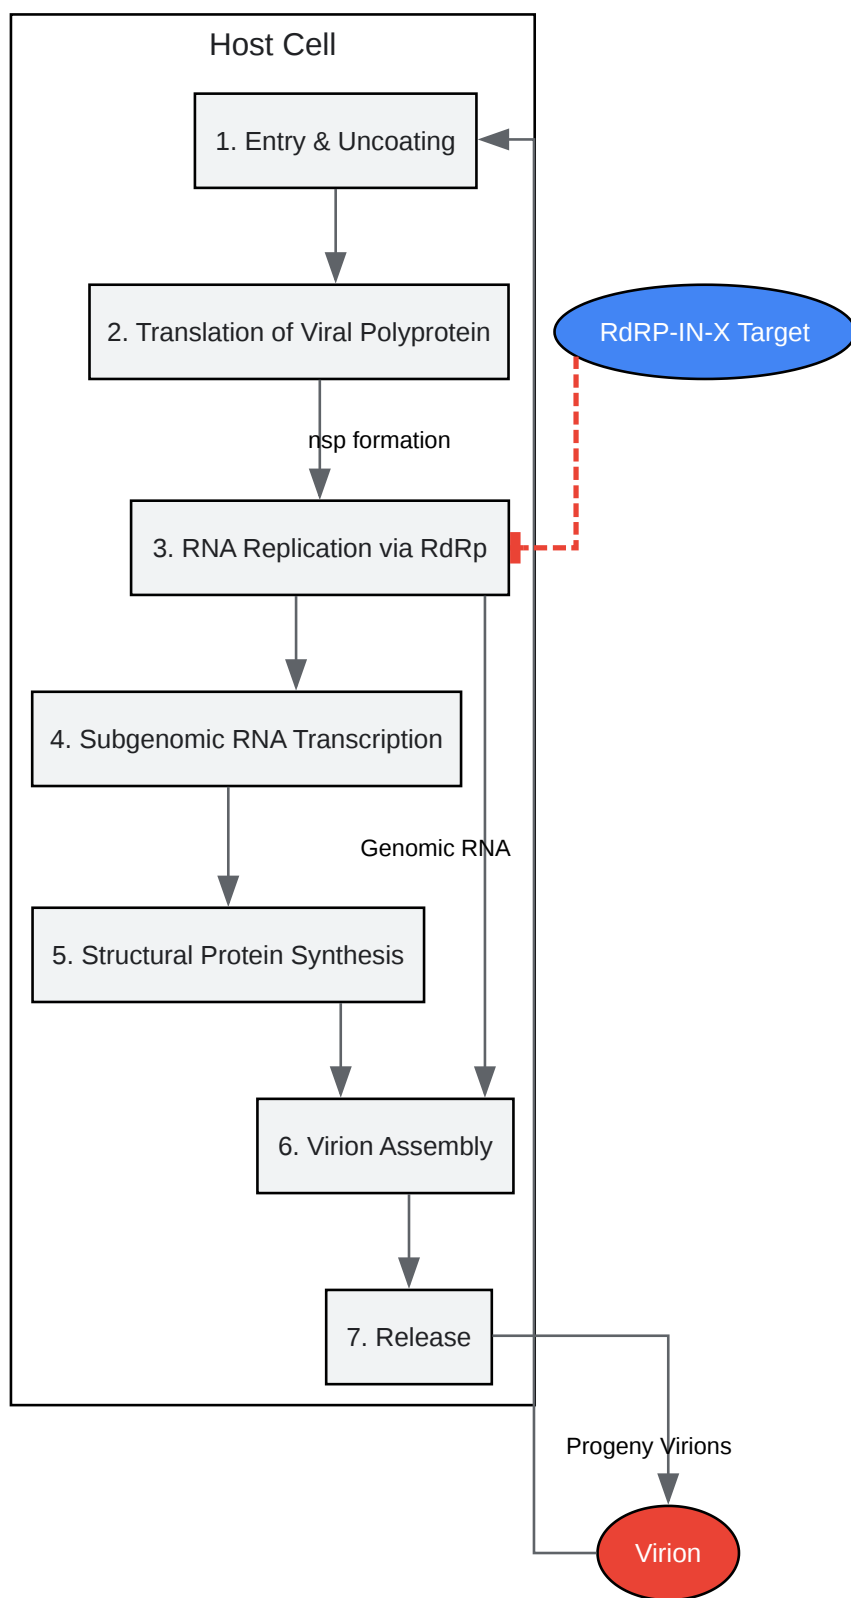 Host Cell
1. Entry & Uncoating
2. Translation of Viral Polyprotein
RdRP-IN-X Target
nsp formation
3. RNA Replication via RdRp
4. Subgenomic RNA Transcription
Genomic RNA
5. Structural Protein Synthesis
6. Virion Assembly
7. Release
Progeny Virions
Virion